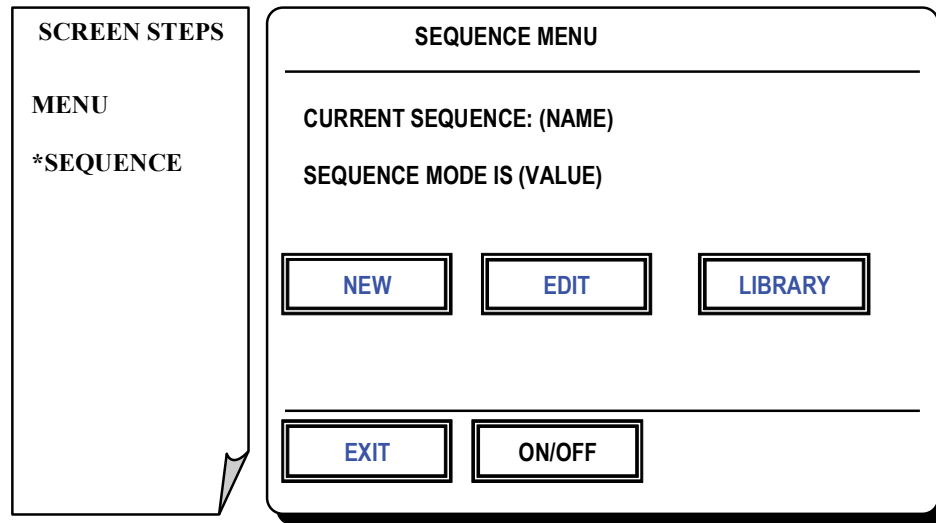 SCREEN STEPS
MENU
*SEQUENCE
SEQUENCE MENU
CURRENT SEQUENCE: (NAME)
SEQUENCE MODE IS (VALUE)
NEW EDIT LIBRARY
EXIT ON/OFF